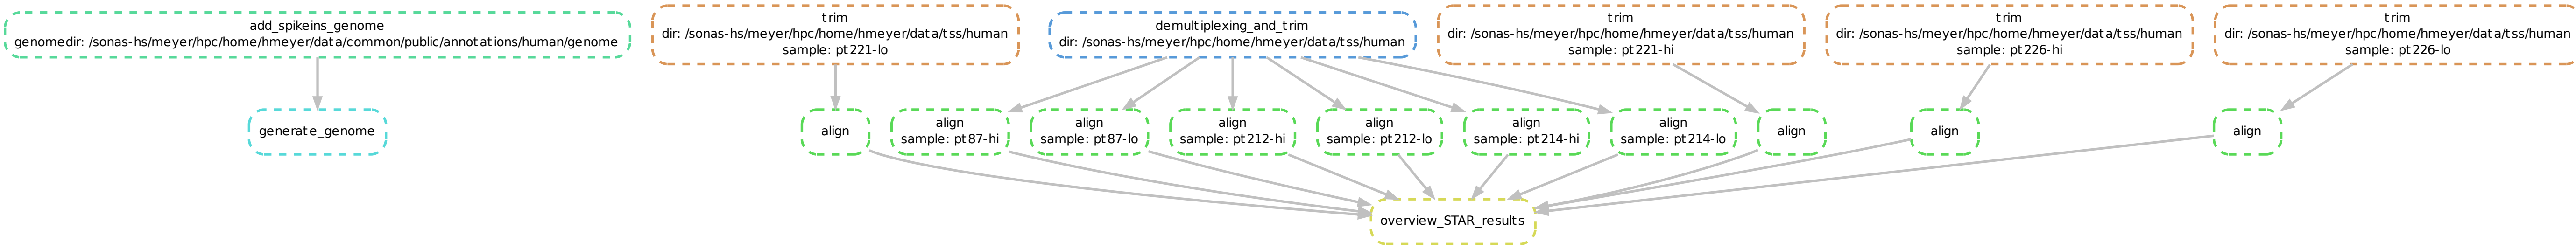 add_spikeins_genome
genomedir: /sonas-hs/meyer/hpc/home/hmeyer/data/common/public/annotations/human/genome
trim
dir: /sonas-hs/meyer/hpc/home/hmeyer/data/tss/human
sample: pt221-lo
demultiplexing_and_trim
dir: /sonas-hs/meyer/hpc/home/hmeyer/data/tss/human
trim
dir: /sonas-hs/meyer/hpc/home/hmeyer/data/tss/human
sample: pt221-hi
trim
dir: /sonas-hs/meyer/hpc/home/hmeyer/data/tss/human
sample: pt226-hi
trim
dir: /sonas-hs/meyer/hpc/home/hmeyer/data/tss/human
sample: pt226-lo
generate_genome
align
align
sample: pt87-hi
align
sample: pt87-lo
align
sample: pt212-hi
align
sample: pt212-lo
align
sample: pt214-hi
align
sample: pt214-lo
align
align
align
overview_STAR_results